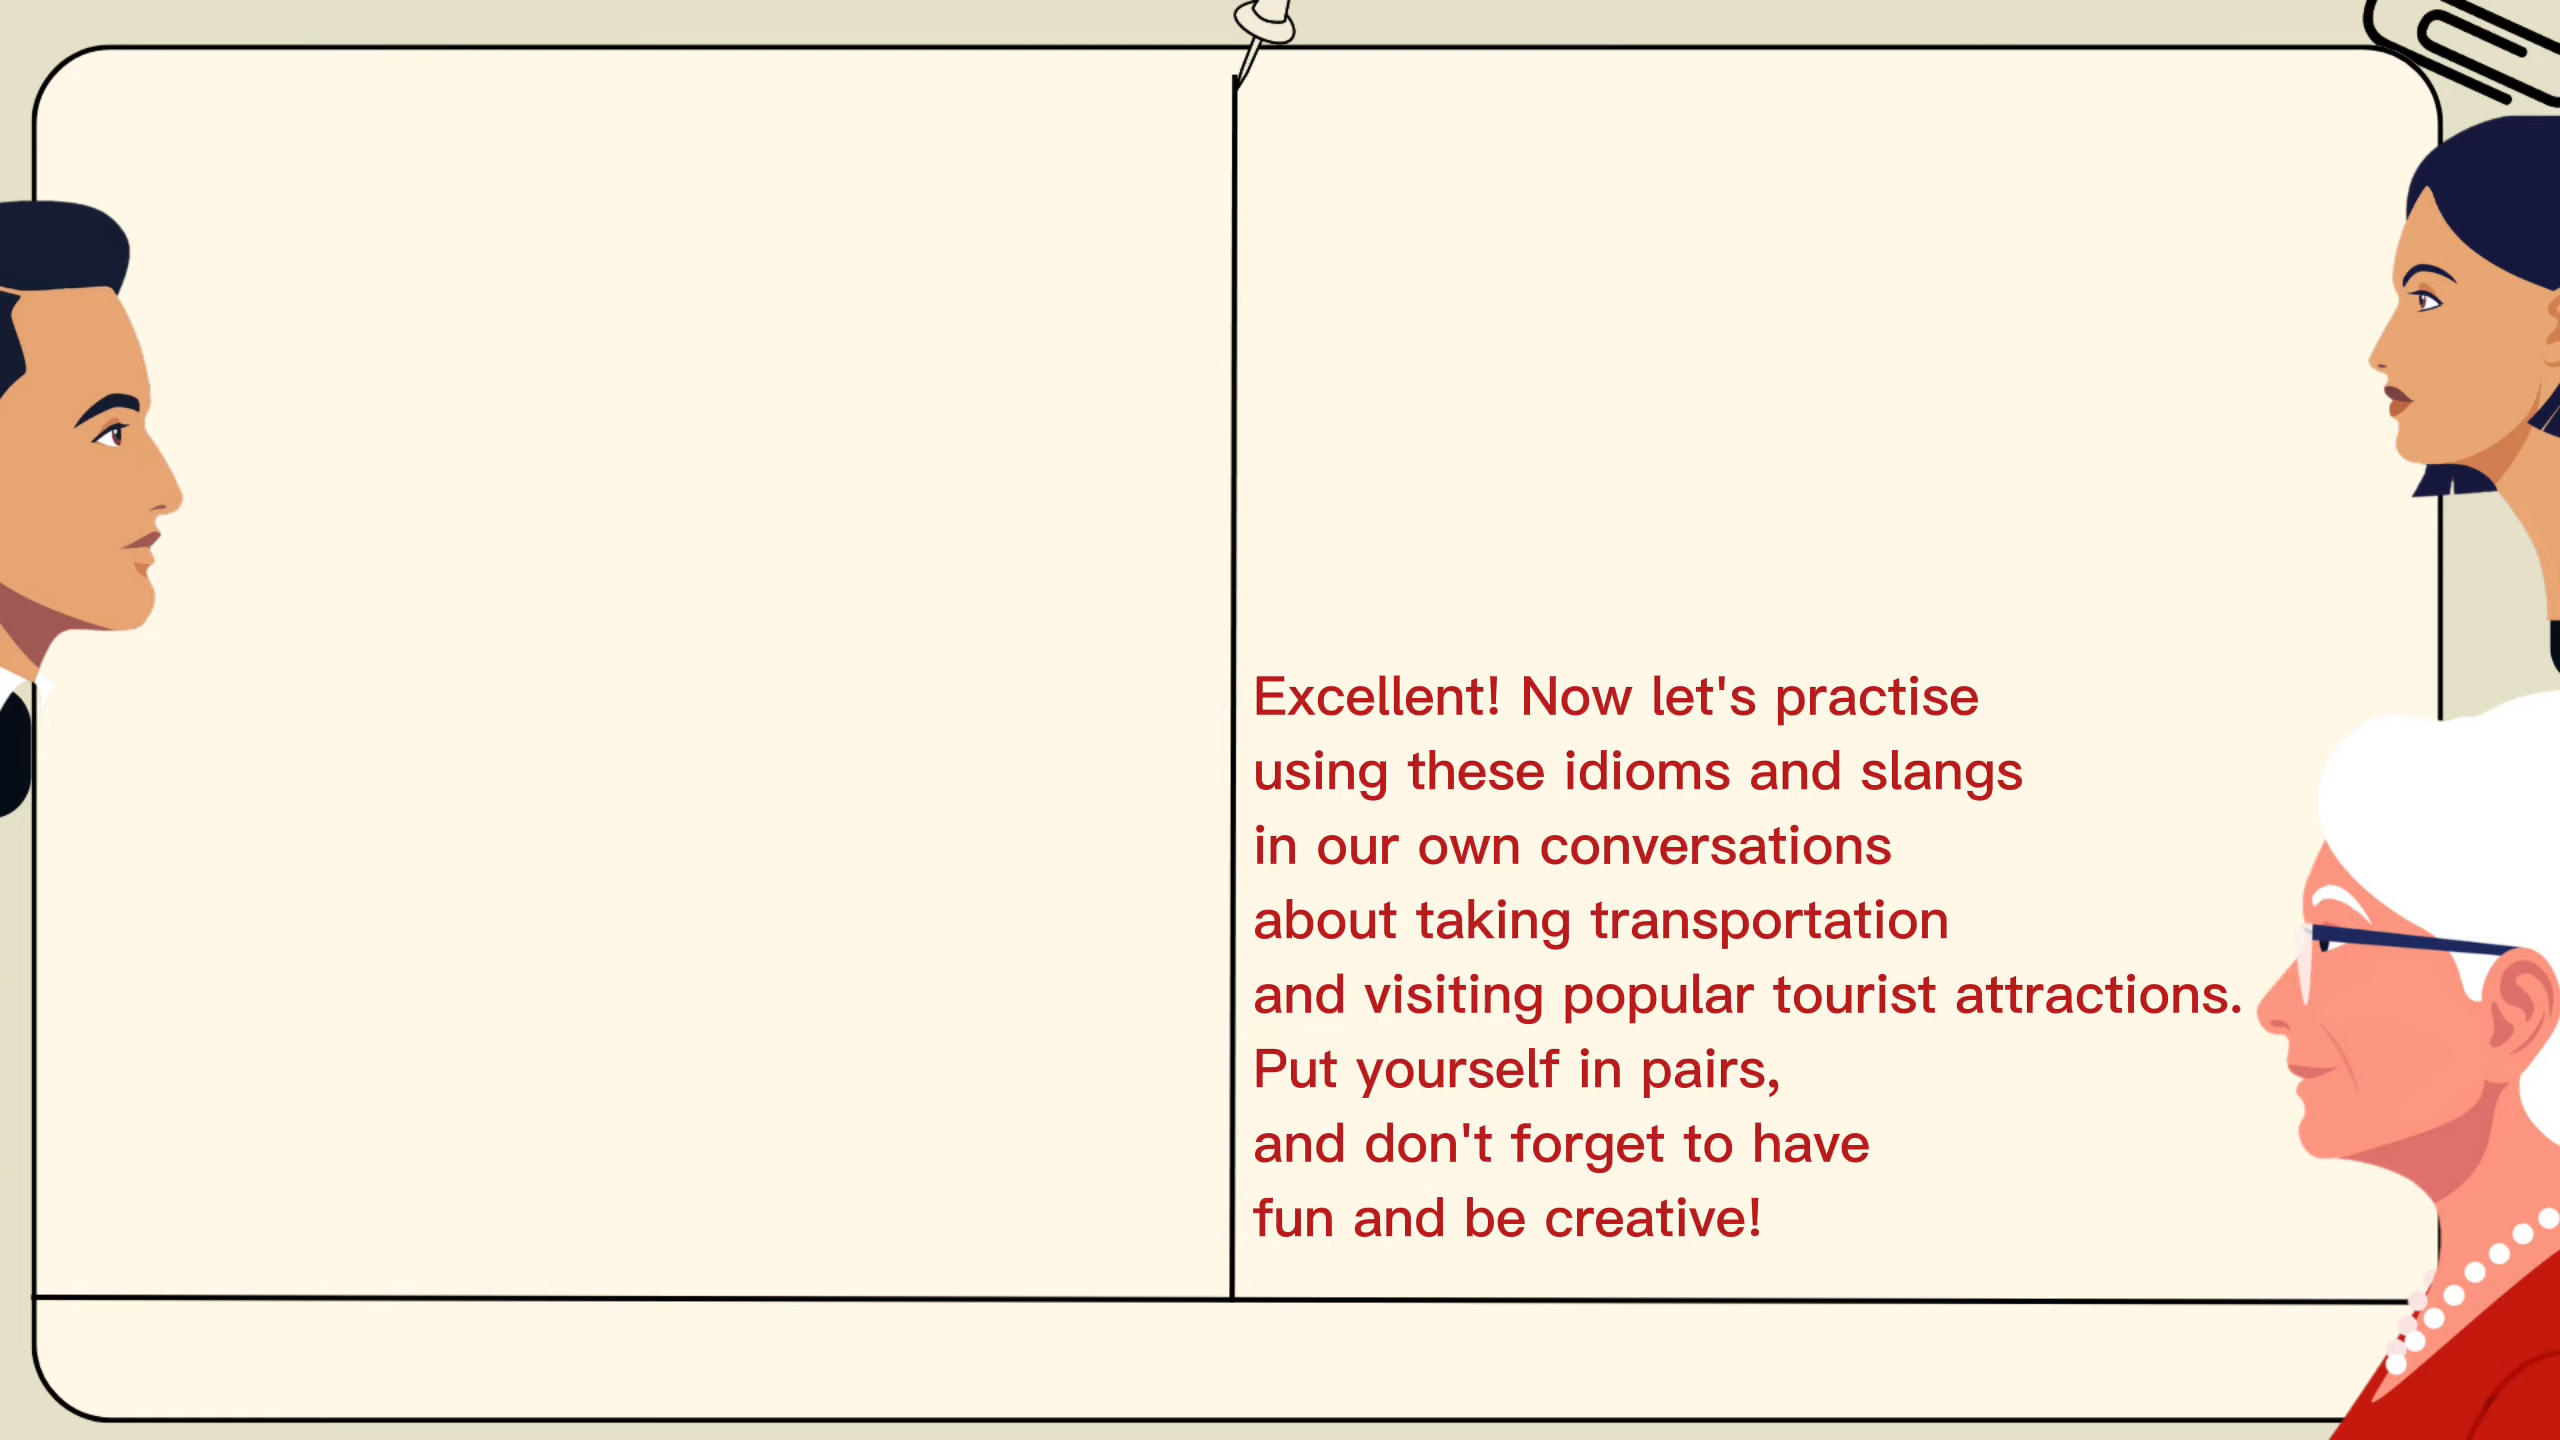 Excellent! Now let's practise
using these idioms and slangs
in our own conversations
about taking transportation
and visiting popular tourist attractions.
Put yourself in pairs,
and don't forget to have
fun and be creative!